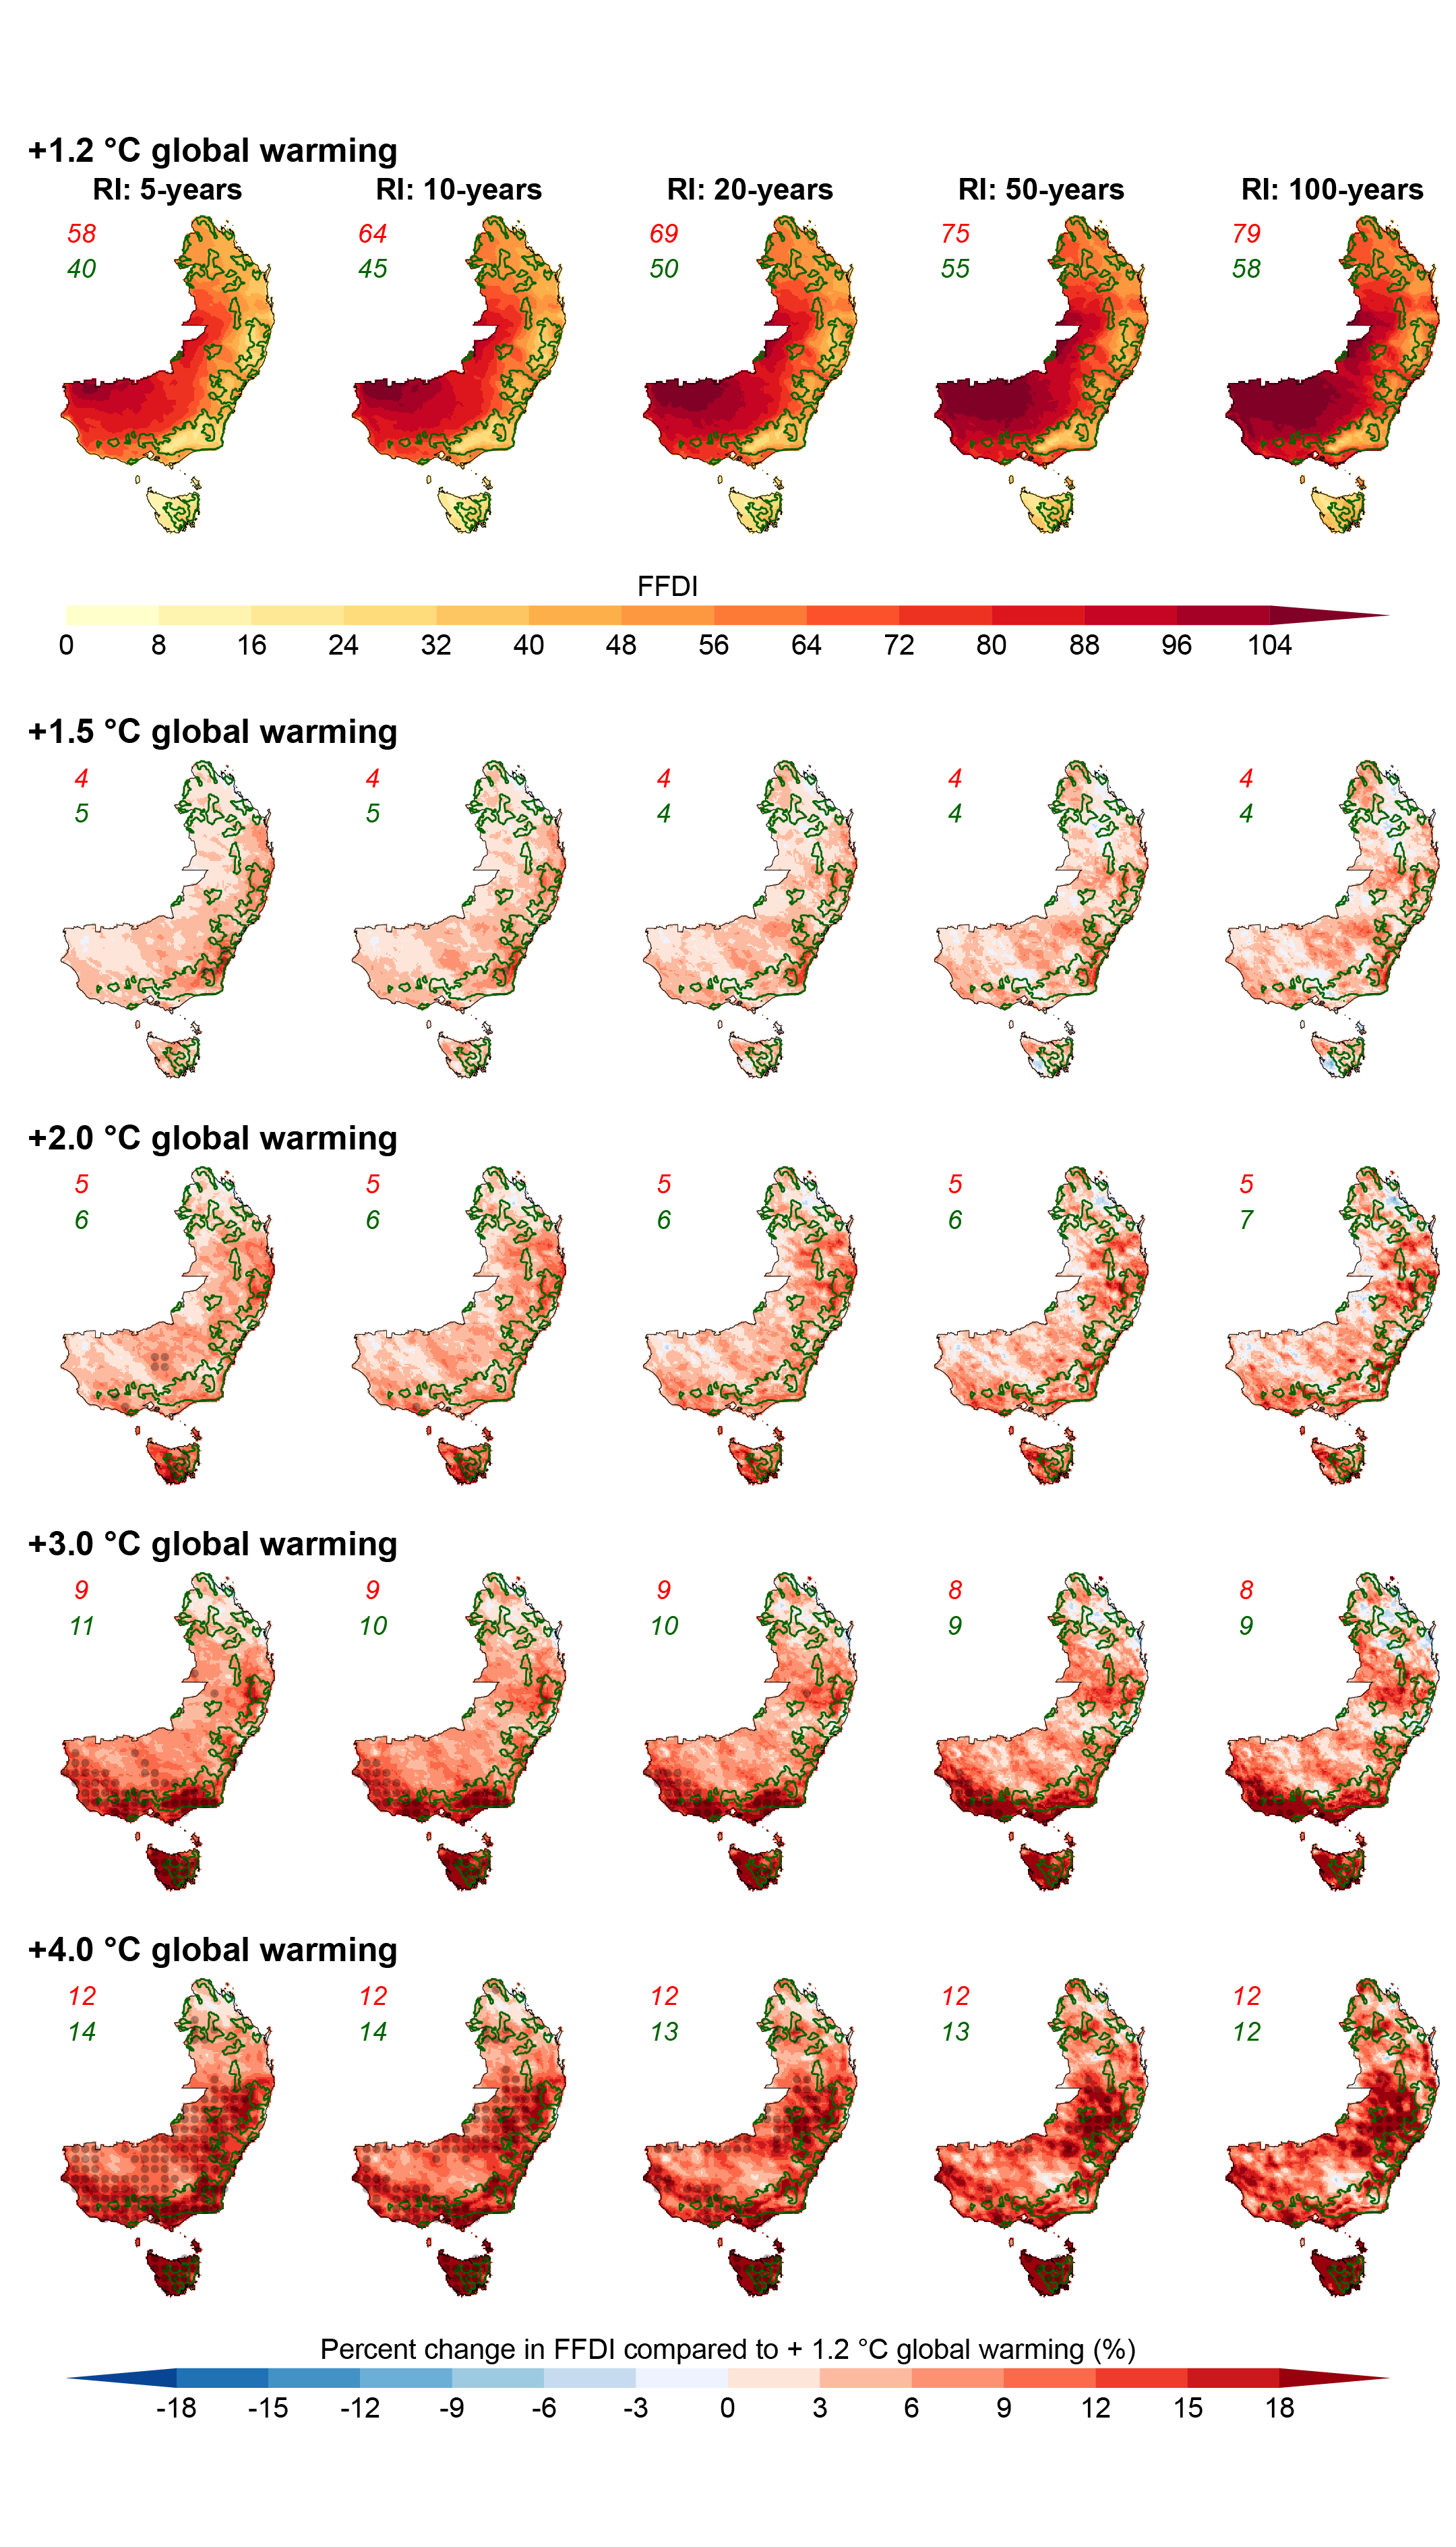 +1.2 °C global warming
RI: 5-years RI: 10-years RI: 20-years RI: 50-years RI: 100-years
58 64 69 75 79
40 45 50 55 58
FFDI
0 8 16 24 32 40 48 56 64 72 80 88 96 104
+1.5 °C global warming
4 4 4 4 4
5 5 4 4 4
+2.0 °C global warming
5 5 5 5 5
6 6 6 6 7
+3.0 °C global warming
9 9 9 8 8
11 10 10 9 9
+4.0 °C global warming
12 12 12 12 12
14 14 13 13 12
Percent change in FFDI compared to + 1.2 °C global warming (%)
-18 -15 -12 -9 -6 -3 0 3 6 9 12 15 18